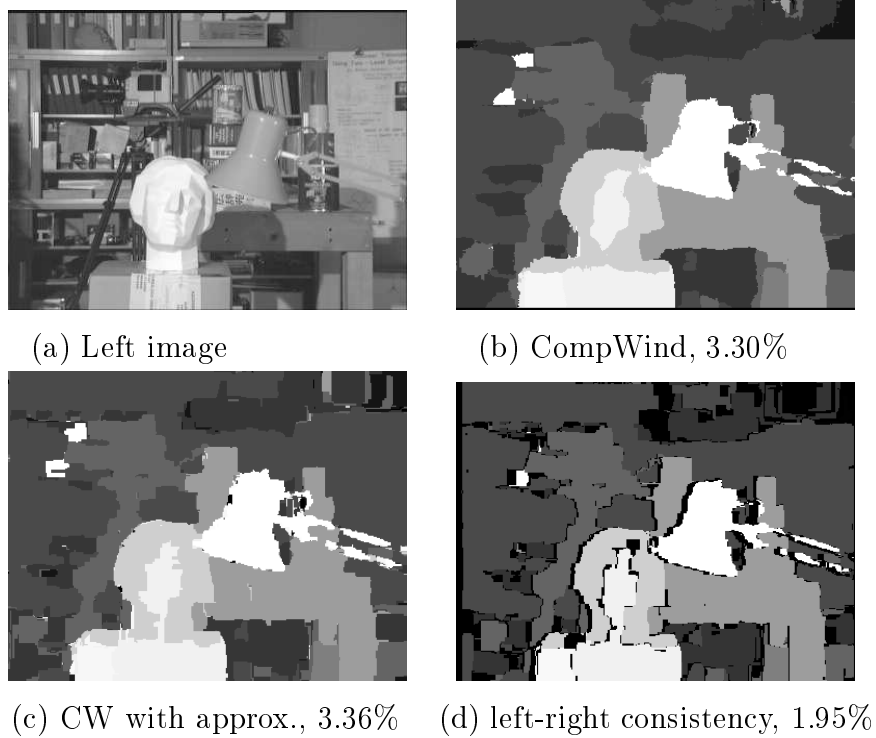 (a) Left image
(b) CompWind, 3.30%
(c) CW with approx., 3.36%
(d) left-right consistency, 1.95%